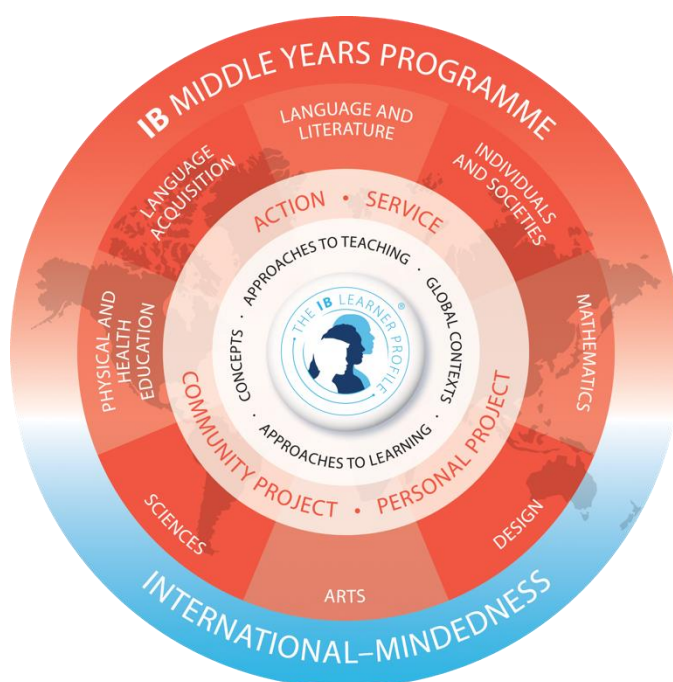 IB MIDDLE YEARS PROGRAMME
LANGUAGE AND
LITERATURE
INDIVIDUALS
AND SOCIETIES
MATHEMATICS
DESIGN
ARTS
SCIENCES
PHYSICAL AND
HEALTH
EDUCATION
LANGUAGE
ACQUISITION
ACTION • SERVICE
COMMUNITY PROJECT • PERSONAL PROJECT
APPROACHES TO TEACHING •
GLOBAL CONTEXTS •
APPROACHES TO LEARNING •
CONCEPTS •
• THE IB LEARNER PROFILE • ®
INTERNATIONAL–MINDEDNESS